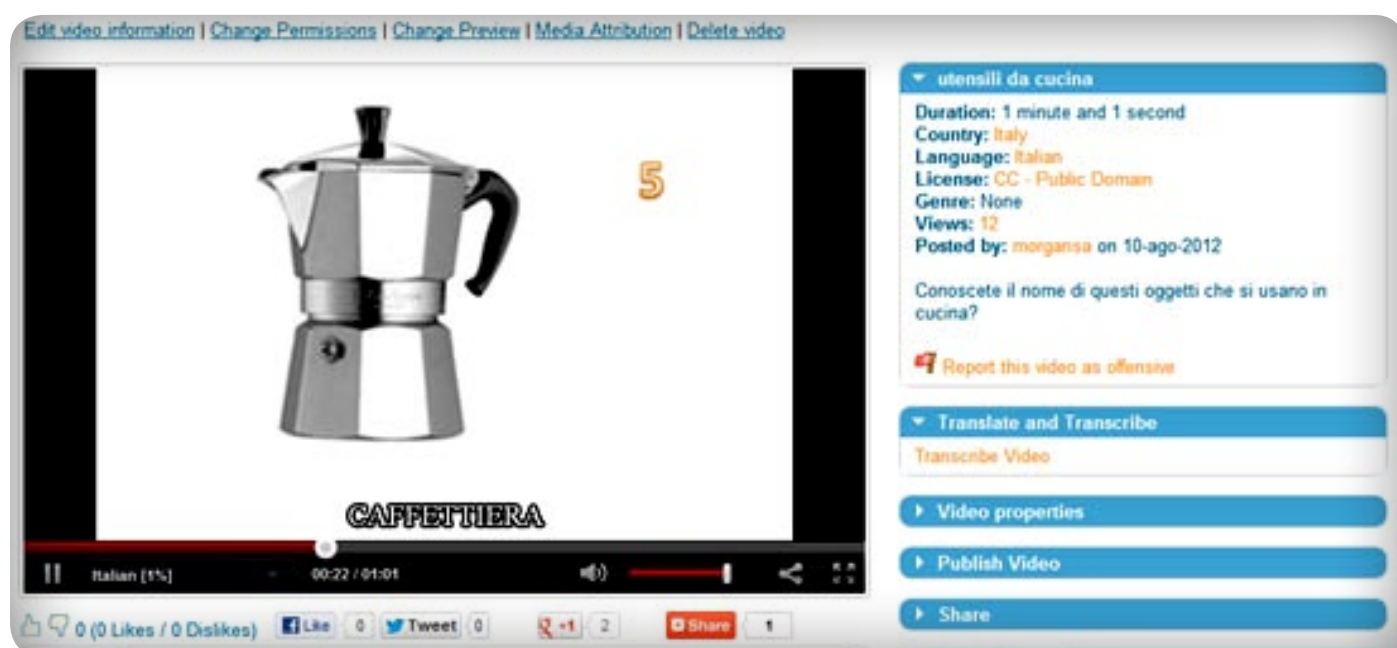 Edit video information | Change Permissions | Change Preview | Media Attribution | Delete video
5
CAFFETTIERA
Italian [1%]
00:22 / 01:01
0 (0 Likes / 0 Dislikes)
Like 0
Tweet 0
+1 2
Share 1
utensili da cucina
Duration: 1 minute and 1 second
Country: Italy
Language: Italian
License: CC - Public Domain
Genre: None
Views: 12
Posted by: morgansa on 10-ago-2012
Conoscete il nome di questi oggetti che si usano in
cucina?
Report this video as offensive
Translate and Transcribe
Transcribe Video
Video properties
Publish Video
Share